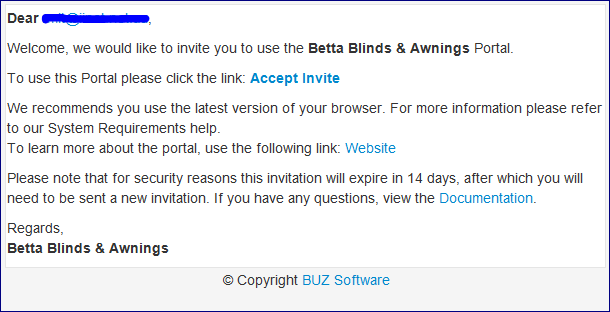 Dear
Welcome, we would like to invite you to use the Betta Blinds & Awnings Portal.
To use this Portal please click the link: Accept Invite
We recommends you use the latest version of your browser. For more information please refer
to our System Requirements help.
To learn more about the portal, use the following link: Website
Please note that for security reasons this invitation will expire in 14 days, after which you will
need to be sent a new invitation. If you have any questions, view the Documentation.
Regards,
Betta Blinds & Awnings
© Copyright BUZ Software